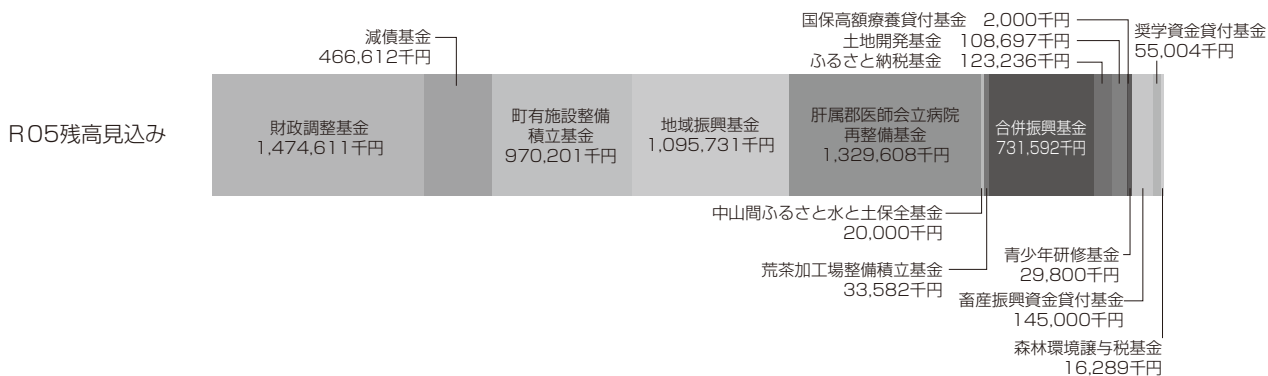 国保高額療養貸付基金 2,000千円
土地開発基金 108,697千円
ふるさと納税基金 123,236千円
奨学資金貸付基金
55,004千円
減債基金
466,612千円
R05残高見込み
財政調整基金
1,474,611千円
町有施設整備
積立基金
970,201千円
地域振興基金
1,095,731千円
肝属郡医師会立病院
再整備基金
1,329,608千円
合併振興基金
731,592千円
中山間ふるさと水と土保全基金
20,000千円
荒茶加工場整備積立基金
33,582千円
青少年研修基金
29,800千円
畜産振興資金貸付基金
145,000千円
森林環境譲与税基金
16,289千円